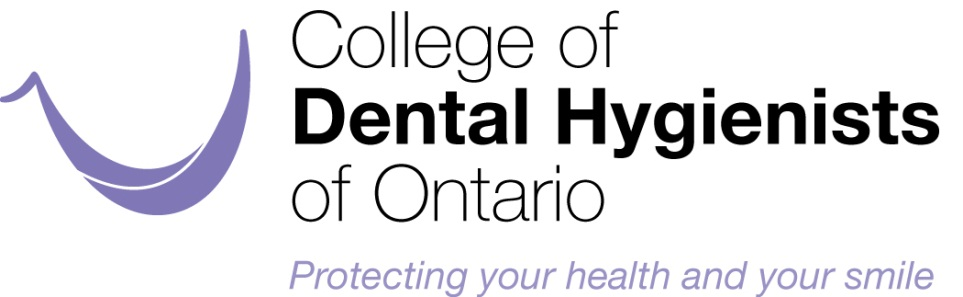 College of
Dental Hygienists
of Ontario
Protecting your health and your smile